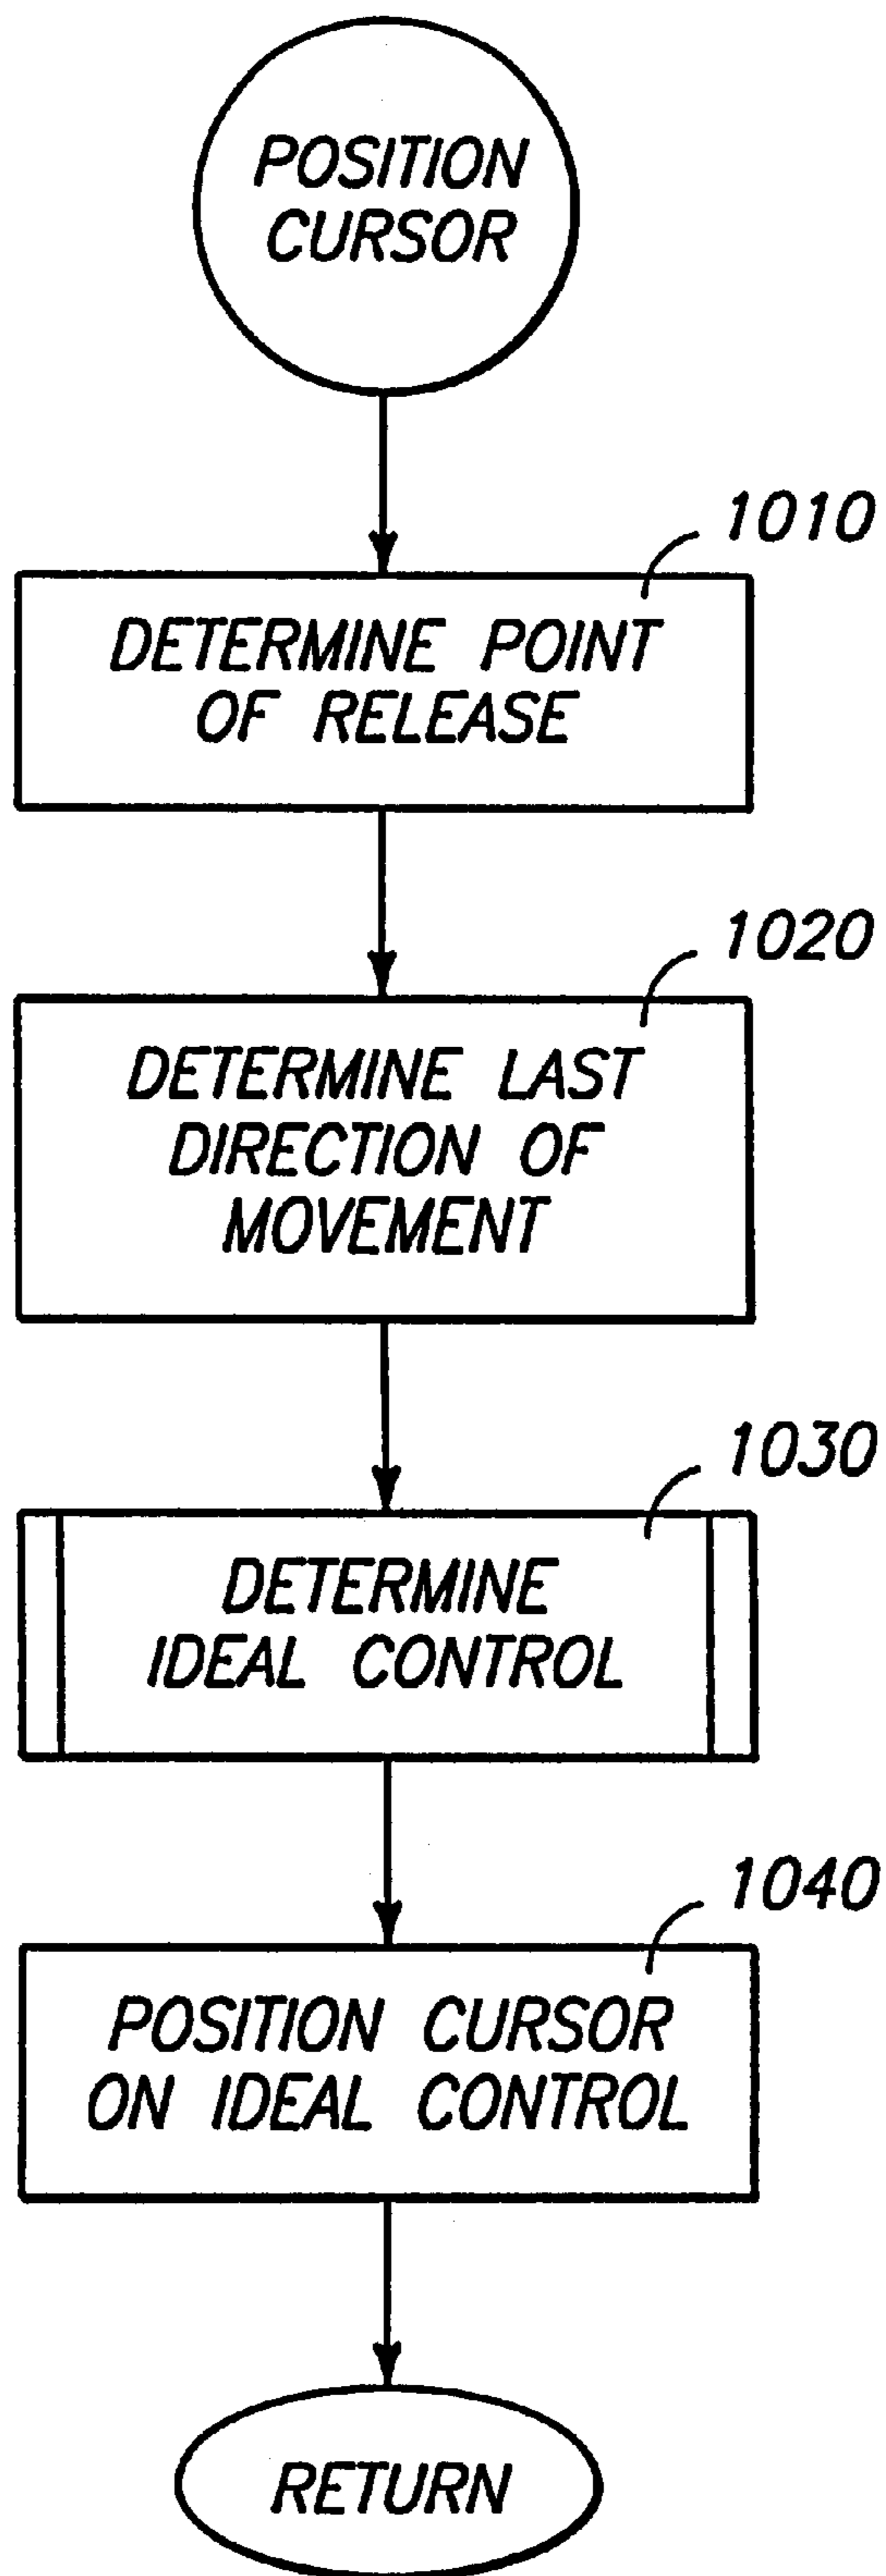 POSITION
CURSOR
1010
DETERMINE POINT
OF RELEASE
1020
DETERMINE LAST
DIRECTION OF
MOVEMENT
1030
DETERMINE
IDEAL CONTROL
1040
POSITION CURSOR
ON IDEAL CONTROL
RETURN